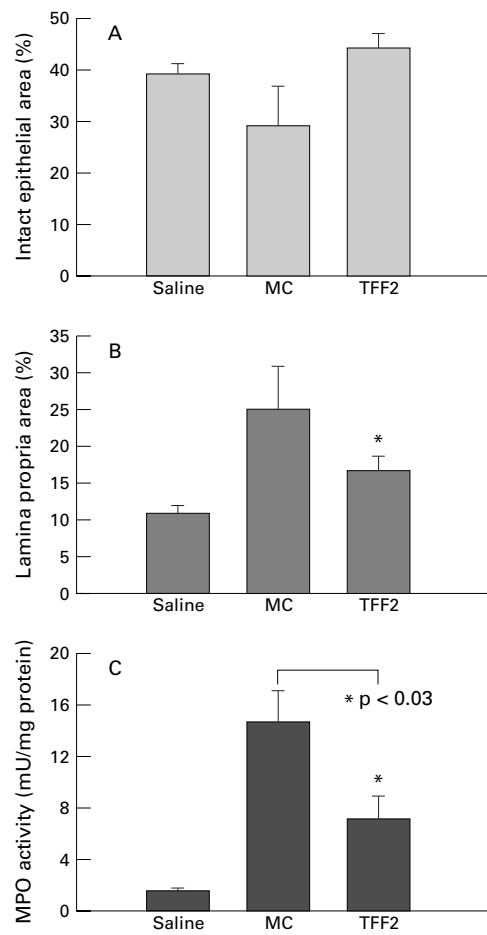 A
Intact epithelial area (%)
50
40
30
20
10
0
Saline MC TFF2
B
Lamina propria area (%)
35
30
25
20
15
10
5
0
*
Saline MC TFF2
C
MPO activity (mU/mg protein)
20
16
12
8
4
0
* p < 0.03
*
Saline MC TFF2